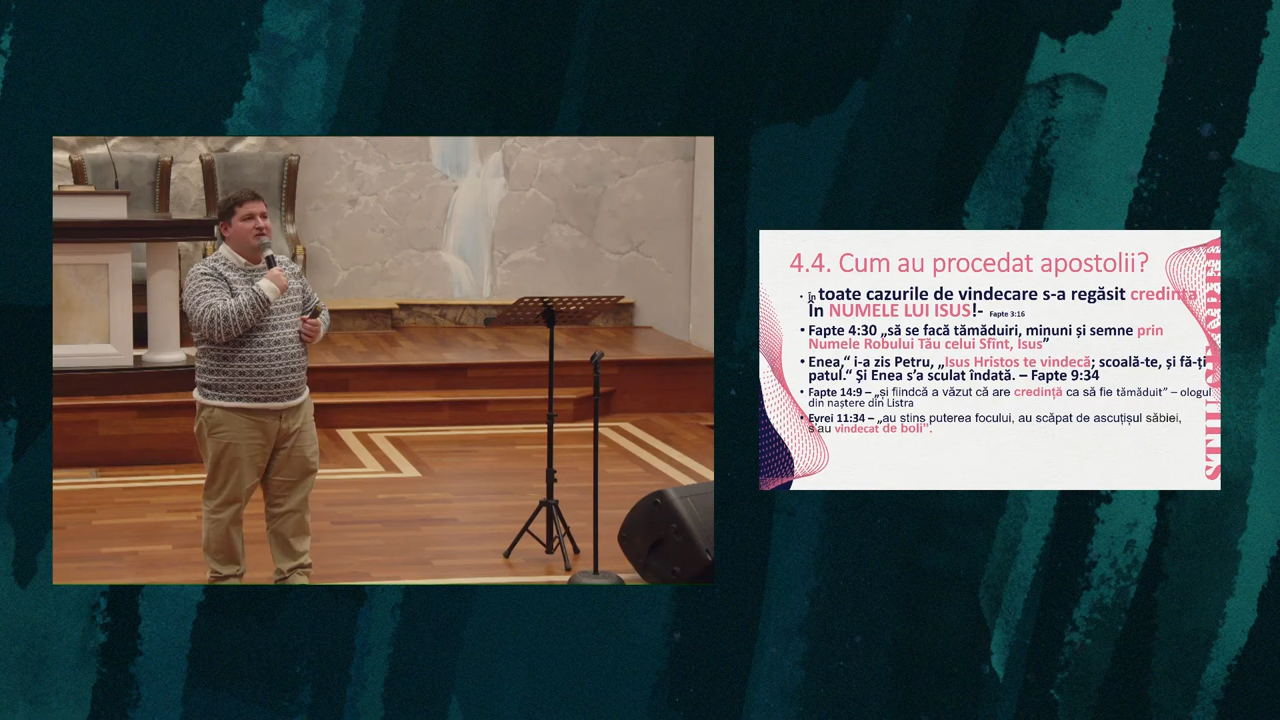 4.4. Cum au procedat apostolii?
• În toate cazurile de vindecare s-a regăsit
În NUMELE LUI ISUS!- Fapte 3:16
• Fapte 4:30 „să se facă tămăduiri, minuni și semne prin
Numele Robului Tău celui Sfînt, Isus”
• Enea,“ i-a zis Petru, „Isus Hristos te vindecă; scoală-te, și fă-ți
patul.“ Și Enea s’a sculat îndată. – Fapte 9:34
• Fapte 14:9 – „și fiindcă a văzut că are credință ca să fie tămăduit” – ologul
din naștere din Listra
• Evrei 11:34 – „au stins puterea focului, au scăpat de ascuțișul săbiei,
s’au vindecat de boli”.